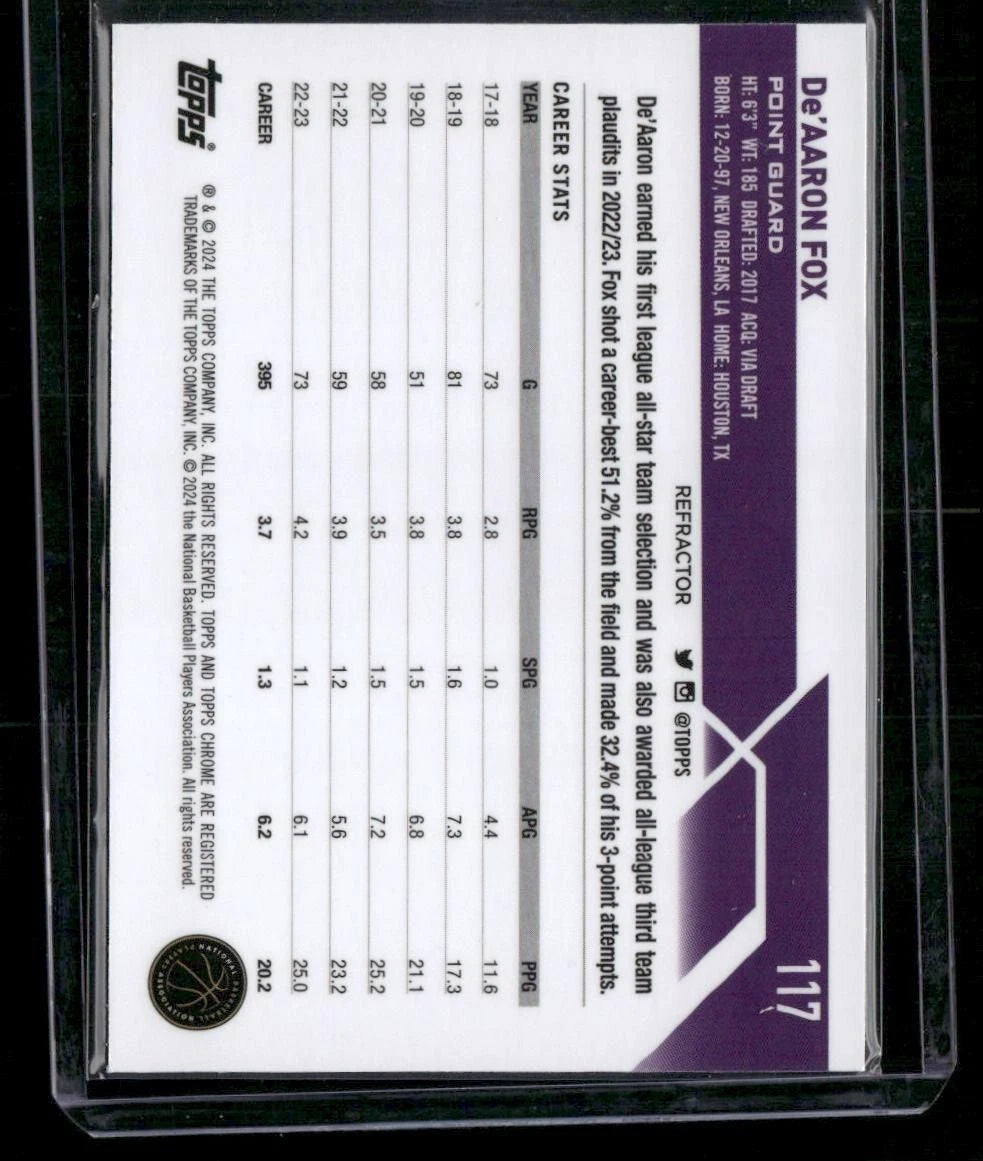 De'AARON FOX
117
POINT GUARD
HT: 6'3" WT: 185 DRAFTED: 2017 ACQ: VIA DRAFT
BORN: 12-20-97, NEW ORLEANS, LA HOME: HOUSTON, TX
REFRACTOR @TOPPS
De'Aaron earned his first league all-star team selection and was also awarded all-league third team
plaudits in 2022/23. Fox shot a career-best 51.2% from the field and made 32.4% of his 3-point attempts.
CAREER STATS
YEAR G RPG SPG APG PPG
17-18 73 2.8 1.0 4.4 11.6
18-19 81 3.8 1.6 7.3 17.3
19-20 51 3.8 1.5 6.8 21.1
20-21 58 3.5 1.5 7.2 25.2
21-22 59 3.9 1.2 5.6 23.2
22-23 73 4.2 1.1 6.1 25.0
CAREER 395 3.7 1.3 6.2 20.2
topps®
® & © 2024 THE TOPPS COMPANY, INC. ALL RIGHTS RESERVED. TOPPS AND TOPPS CHROME ARE REGISTERED
TRADEMARKS OF THE TOPPS COMPANY, INC. © 2024 the National Basketball Players Association. All rights reserved.
NATIONAL BASKETBALL PLAYERS ASSOCIATION